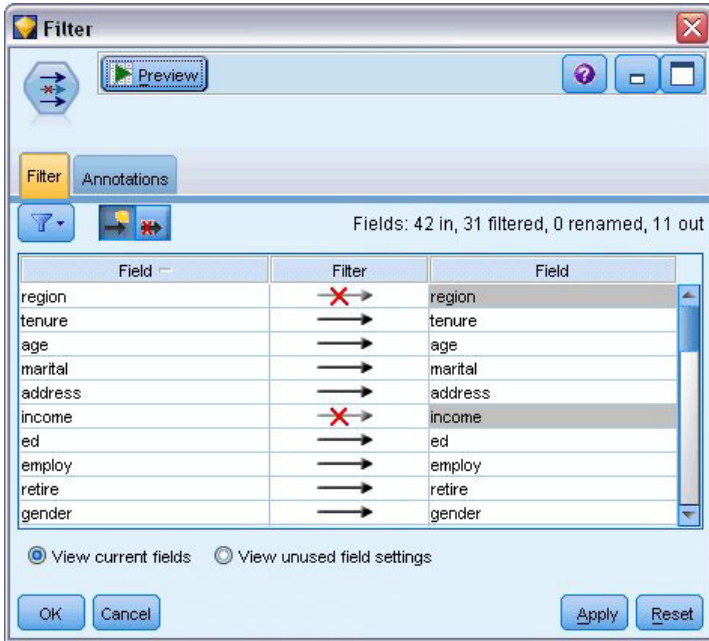 Filter
Preview
Filter Annotations
Fields: 42 in, 31 filtered, 0 renamed, 11 out
Field Filter Field
region region
tenure tenure
age age
marital marital
address address
income income
ed ed
employ employ
retire retire
gender gender
View current fields View unused field settings
OK Cancel Apply Reset